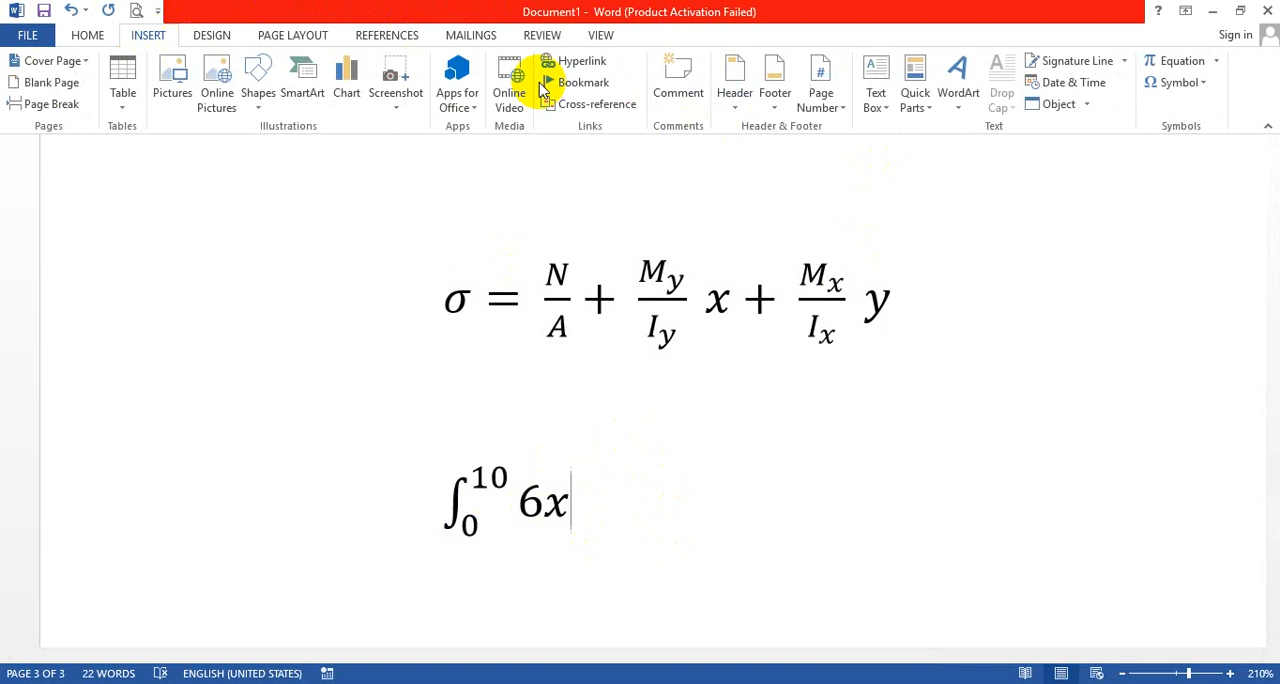 Document1 - Word (Product Activation Failed)
FILE HOME INSERT DESIGN PAGE LAYOUT REFERENCES MAILINGS REVIEW VIEW Sign in
Cover Page
Blank Page
Page Break
Pages
Table
Tables
Pictures
Online Pictures
Shapes
SmartArt
Chart
Screenshot
Illustrations
Apps for Office
Apps
Online Video
Media
Hyperlink
Bookmark
Cross-reference
Links
Comment
Comments
Header
Footer
Page Number
Header & Footer
Text Box
Quick Parts
WordArt
Drop Cap
Signature Line
Date & Time
Object
Text
π Equation
Ω Symbol
Symbols
σ = N/A + M_y/I_y x + M_x/I_x y
∫_0^10 6x
PAGE 3 OF 3 22 WORDS ENGLISH (UNITED STATES) 210%